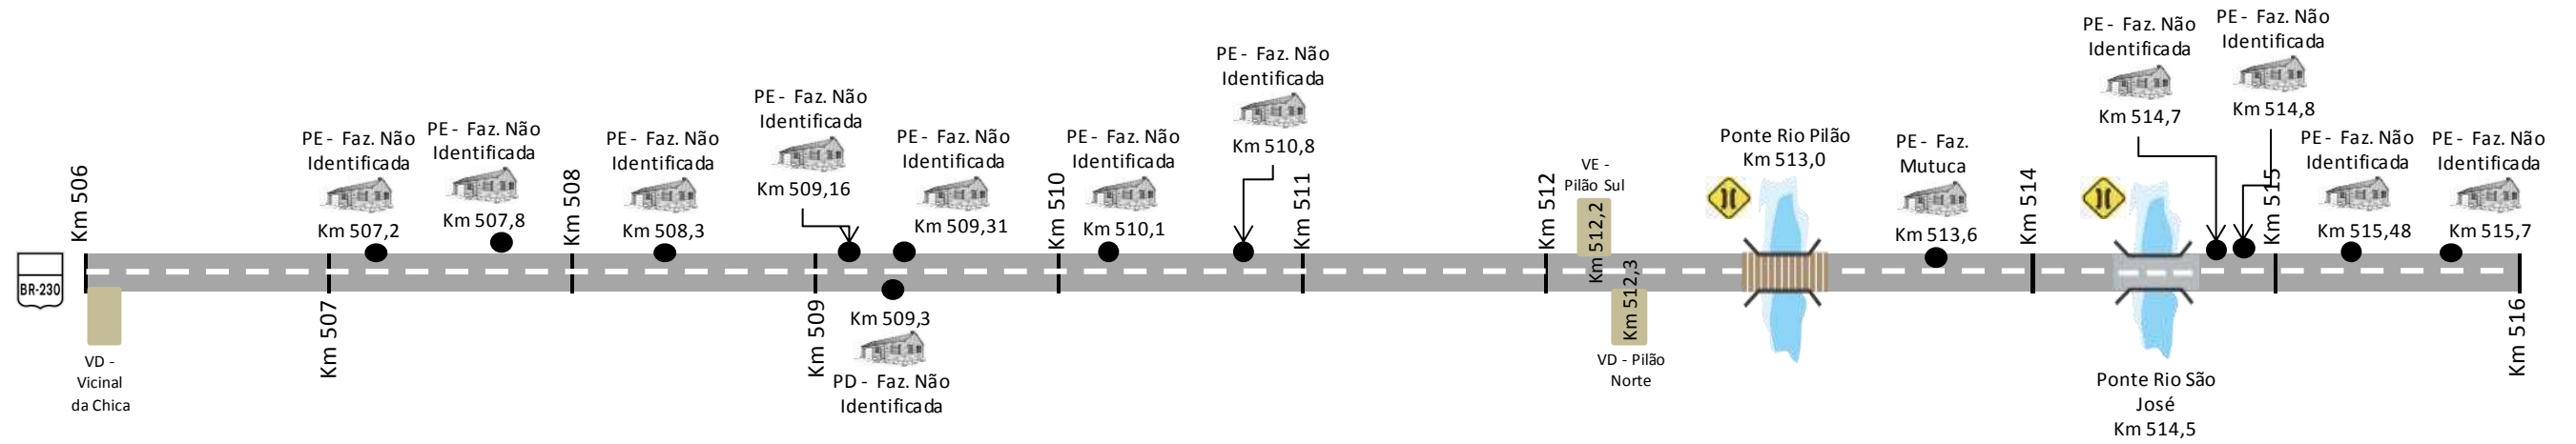 BR-230
Km 506
VD -
Vicinal
da Chica
Km 507
PE - Faz. Não
Identificada
Km 507,2
PE - Faz. Não
Identificada
Km 507,8
Km 508
PE - Faz. Não
Identificada
Km 508,3
Km 509
PE - Faz. Não
Identificada
Km 509,16
Km 509,3
PD - Faz. Não
Identificada
PE - Faz. Não
Identificada
Km 509,31
Km 510
PE - Faz. Não
Identificada
Km 510,1
PE - Faz. Não
Identificada
Km 510,8
Km 511
Km 512
VE -
Pilão Sul
Km 512,2
Km 512,3
VD - Pilão
Norte
Ponte Rio Pilão
Km 513,0
PE - Faz.
Mutuca
Km 513,6
Km 514
Ponte Rio São
José
Km 514,5
PE - Faz. Não
Identificada
Km 514,7
PE - Faz. Não
Identificada
Km 514,8
Km 515
PE - Faz. Não
Identificada
Km 515,48
PE - Faz. Não
Identificada
Km 515,7
Km 516